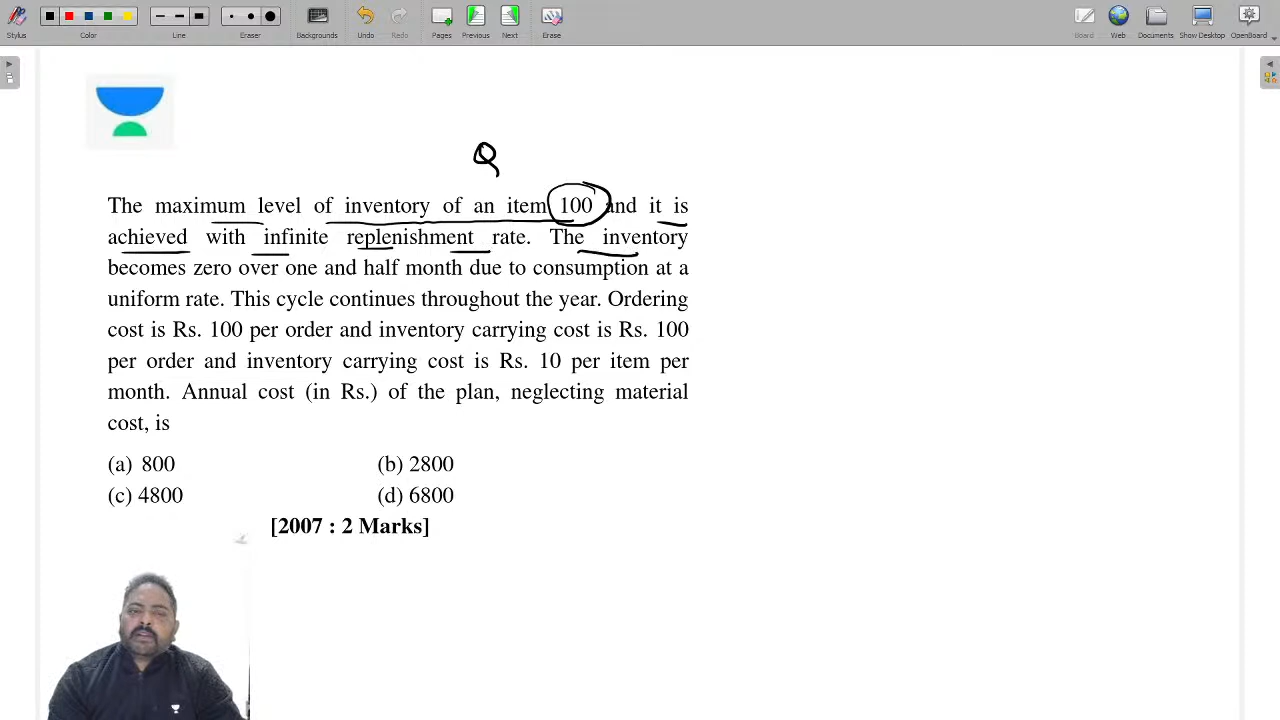 Stylus Color Line Eraser Backgrounds Undo Redo Pages Previous Next Erase Board Web Documents Show Desktop OpenBoard
Q
The maximum level of inventory of an item 100 and it is
achieved with infinite replenishment rate. The inventory
becomes zero over one and half month due to consumption at a
uniform rate. This cycle continues throughout the year. Ordering
cost is Rs. 100 per order and inventory carrying cost is Rs. 100
per order and inventory carrying cost is Rs. 10 per item per
month. Annual cost (in Rs.) of the plan, neglecting material
cost, is
(a) 800 (b) 2800
(c) 4800 (d) 6800
[2007 : 2 Marks]